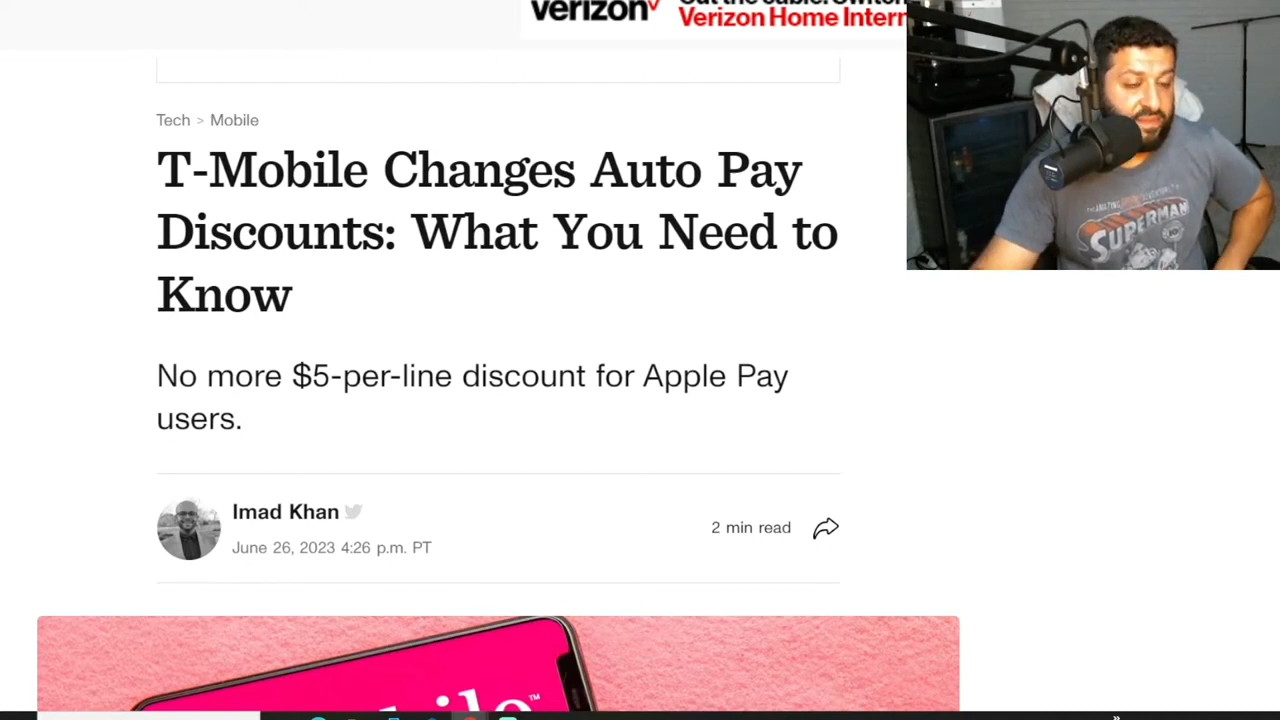 verizon
Verizon Home Intern
Tech > Mobile
T-Mobile Changes Auto Pay
Discounts: What You Need to
Know
No more $5-per-line discount for Apple Pay
users.
Imad Khan
June 26, 2023 4:26 p.m. PT
2 min read
SUPERMAN
»